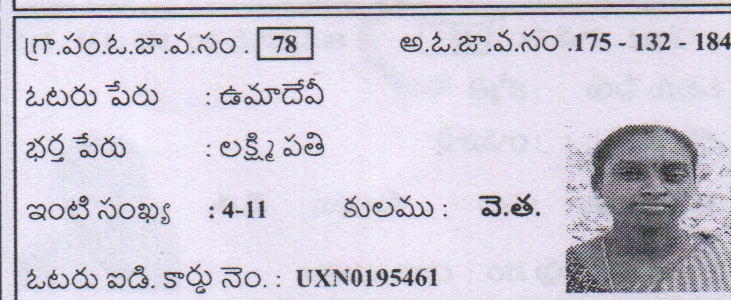 గ్రా.పం.ఓ.జా.వ.సం. 78 అ.ఓ.జా.వ.సం.175 - 132 - 184
ఓటరు పేరు : ఉమాదేవీ
భర్త పేరు : లక్ష్మి పతి
ఇంటి సంఖ్య : 4-11 కులము : వె.త.
ఓటరు ఐడి. కార్డు నెం. : UXN0195461